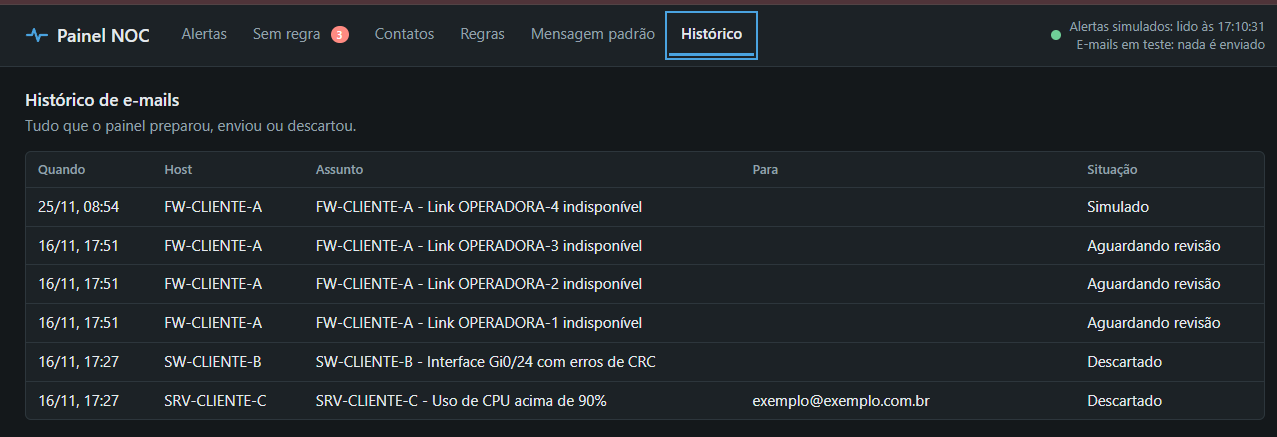 Painel NOC Alertas Sem regra 3 Contatos Regras Mensagem padrão Histórico
Alertas simulados: lido às 17:10:31
E-mails em teste: nada é enviado
Histórico de e-mails
Tudo que o painel preparou, enviou ou descartou.
Quando Host Assunto Para Situação
25/11, 08:54 FW-CLIENTE-A FW-CLIENTE-A - Link OPERADORA-4 indisponível Simulado
16/11, 17:51 FW-CLIENTE-A FW-CLIENTE-A - Link OPERADORA-3 indisponível Aguardando revisão
16/11, 17:51 FW-CLIENTE-A FW-CLIENTE-A - Link OPERADORA-2 indisponível Aguardando revisão
16/11, 17:51 FW-CLIENTE-A FW-CLIENTE-A - Link OPERADORA-1 indisponível Aguardando revisão
16/11, 17:27 SW-CLIENTE-B SW-CLIENTE-B - Interface Gi0/24 com erros de CRC Descartado
16/11, 17:27 SRV-CLIENTE-C SRV-CLIENTE-C - Uso de CPU acima de 90% exemplo@exemplo.com.br Descartado